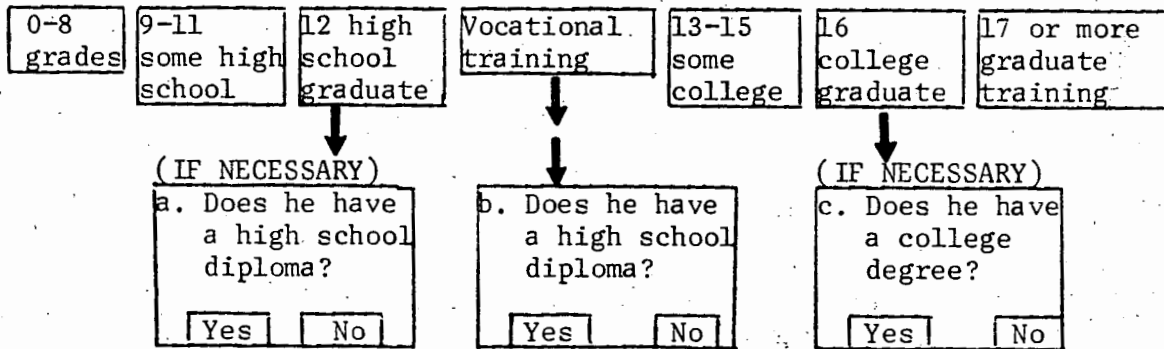 0-8 grades
9-11 some high school
12 high school graduate
Vocational training
13-15 some college
16 college graduate
17 or more graduate training
(IF NECESSARY)
a. Does he have
a high school
diploma?
Yes No
b. Does he have
a high school
diploma?
Yes No
(IF NECESSARY)
c. Does he have
a college
degree?
Yes No